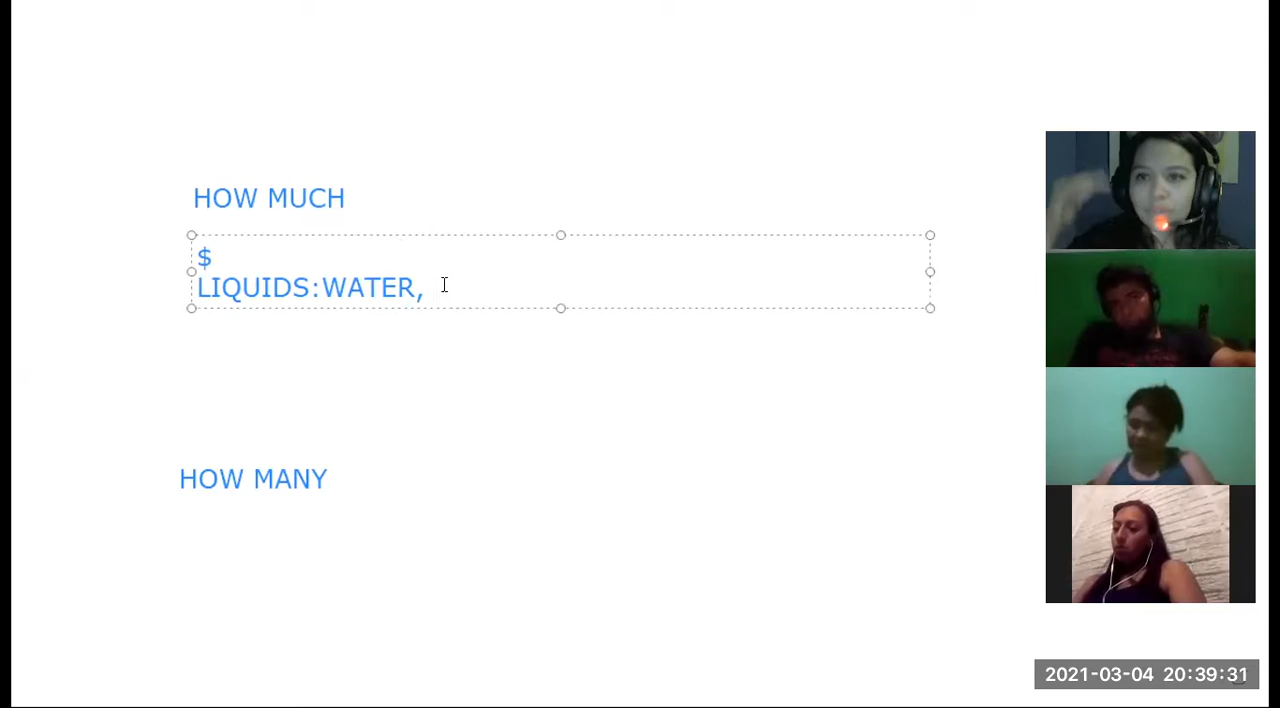 HOW MUCH
$
LIQUIDS:WATER,
HOW MANY
2021-03-04 20:39:31